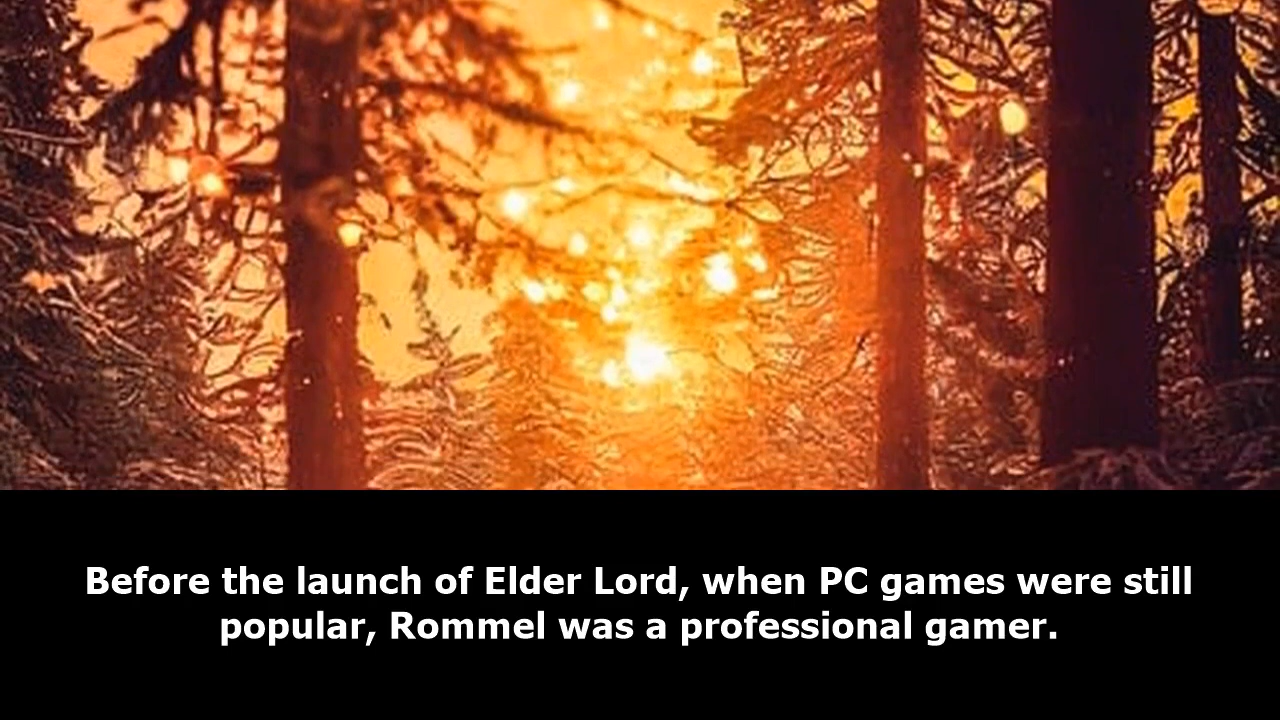 Before the launch of Elder Lord, when PC games were still
popular, Rommel was a professional gamer.